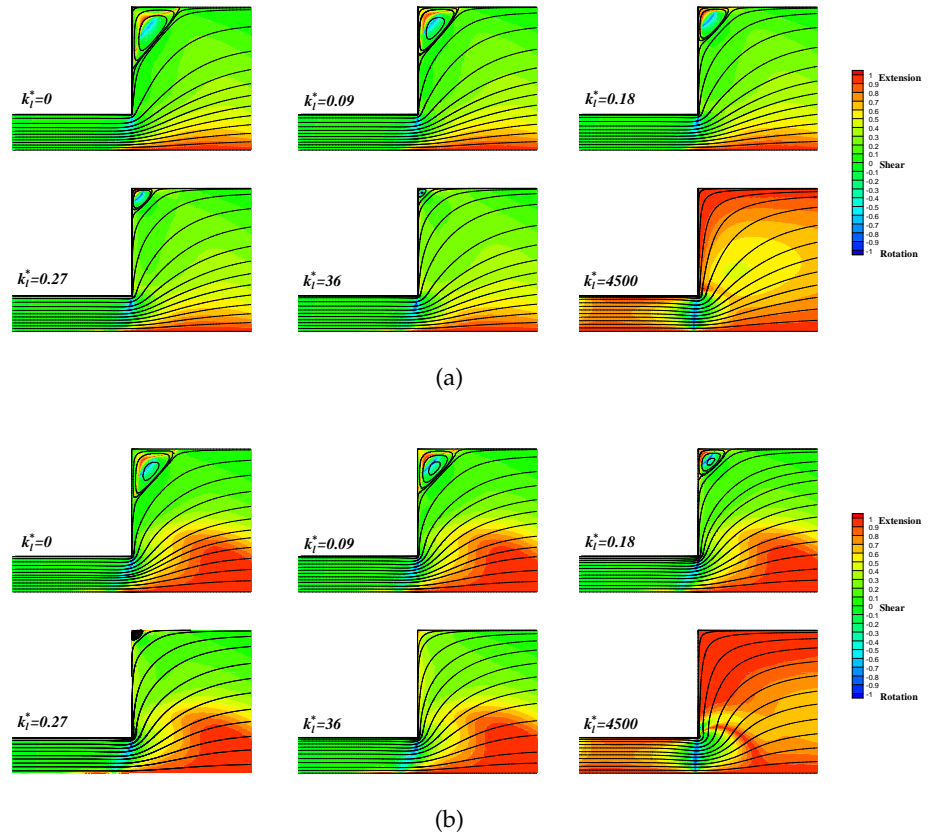 k*l=0
k*l=0.09
k*l=0.18
k*l=0.27
k*l=36
k*l=4500
1 Extension
0.9
0.8
0.7
0.6
0.5
0.4
0.3
0.2
0.1
0 Shear
-0.1
-0.2
-0.3
-0.4
-0.5
-0.6
-0.7
-0.8
-0.9
-1 Rotation
(a)
k*l=0
k*l=0.09
k*l=0.18
k*l=0.27
k*l=36
k*l=4500
1 Extension
0.9
0.8
0.7
0.6
0.5
0.4
0.3
0.2
0.1
0 Shear
-0.1
-0.2
-0.3
-0.4
-0.5
-0.6
-0.7
-0.8
-0.9
-1 Rotation
(b)